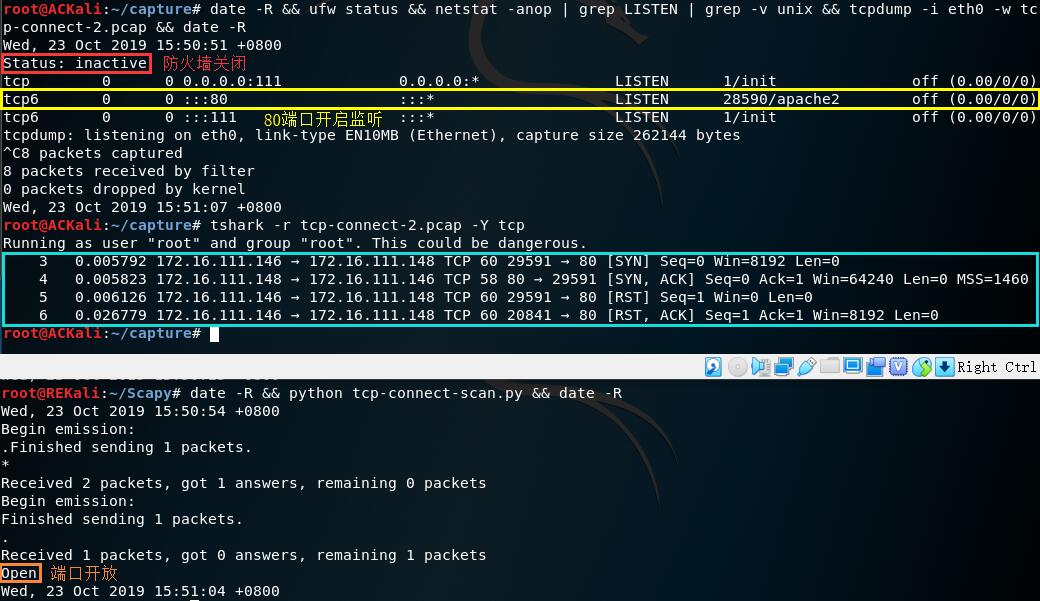 root@ACKali:~/capture# date -R && ufw status && netstat -anop | grep LISTEN | grep -v unix && tcpdump -i eth0 -w tc
p-connect-2.pcap && date -R
Wed, 23 Oct 2019 15:50:51 +0800
Status: inactive 防火墙关闭
tcp 0 0 0.0.0.0:111 0.0.0.0:* LISTEN 1/init off (0.00/0/0)
tcp6 0 0 :::80 :::* LISTEN 28590/apache2 off (0.00/0/0)
tcp6 0 0 :::111 80端口开启监听 :::* LISTEN 1/init off (0.00/0/0)
tcpdump: listening on eth0, link-type EN10MB (Ethernet), capture size 262144 bytes
^C8 packets captured
8 packets received by filter
0 packets dropped by kernel
Wed, 23 Oct 2019 15:51:07 +0800
root@ACKali:~/capture# tshark -r tcp-connect-2.pcap -Y tcp
Running as user "root" and group "root". This could be dangerous.
3 0.005792 172.16.111.146 → 172.16.111.148 TCP 60 29591 → 80 [SYN] Seq=0 Win=8192 Len=0
4 0.005823 172.16.111.148 → 172.16.111.146 TCP 58 80 → 29591 [SYN, ACK] Seq=0 Ack=1 Win=64240 Len=0 MSS=1460
5 0.006126 172.16.111.146 → 172.16.111.148 TCP 60 29591 → 80 [RST] Seq=1 Win=0 Len=0
6 0.026779 172.16.111.146 → 172.16.111.148 TCP 60 20841 → 80 [RST, ACK] Seq=1 Ack=1 Win=8192 Len=0
root@ACKali:~/capture#
Right Ctrl
root@REKali:~/Scapy# date -R && python tcp-connect-scan.py && date -R
Wed, 23 Oct 2019 15:50:54 +0800
Begin emission:
.Finished sending 1 packets.
*
Received 2 packets, got 1 answers, remaining 0 packets
Begin emission:
Finished sending 1 packets.
.
Received 1 packets, got 0 answers, remaining 1 packets
Open 端口开放
Wed, 23 Oct 2019 15:51:04 +0800